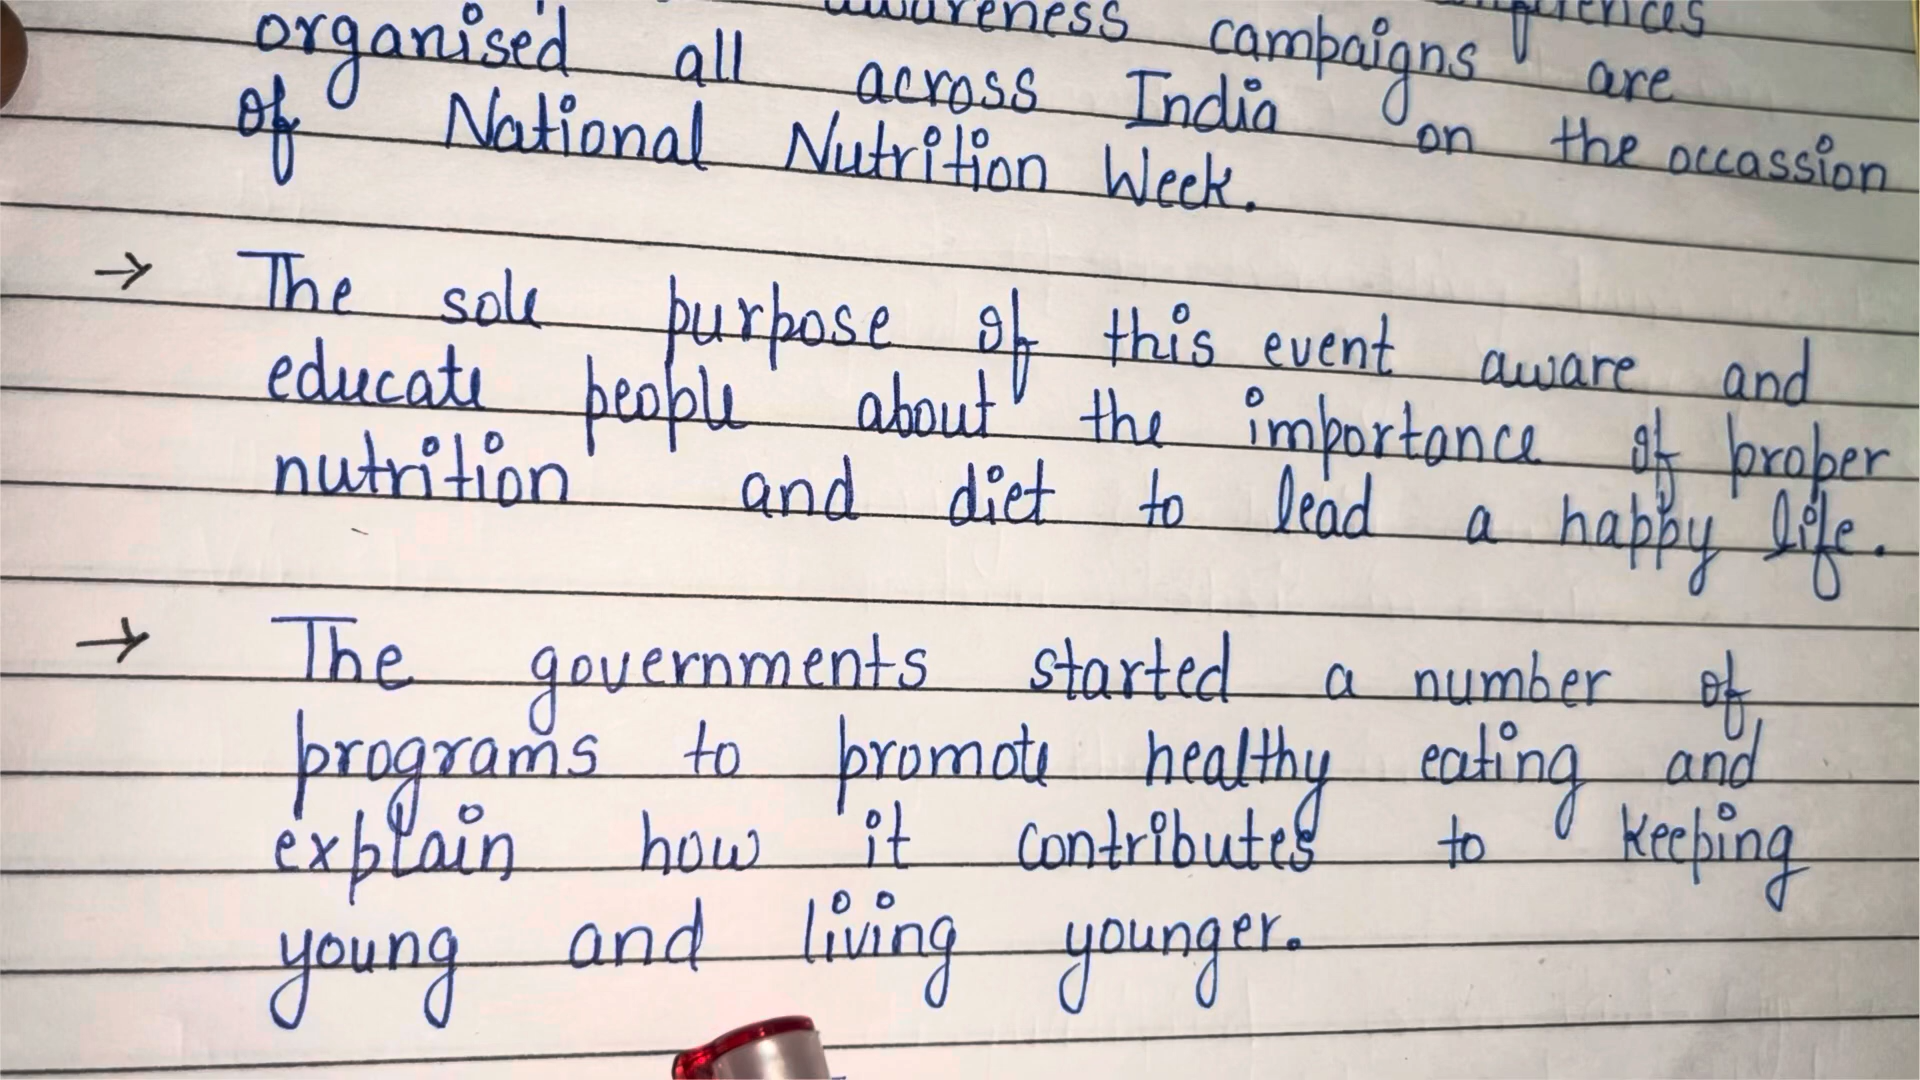 awareness campaigns are
organised all across India on the occassion
of National Nutrition Week.
→ The sole purpose of this event aware and
educate people about the importance of proper
nutrition and diet to lead a happy life.
→ The governments started a number of
programs to promote healthy eating and
explain how it contributes to keeping
young and living younger.